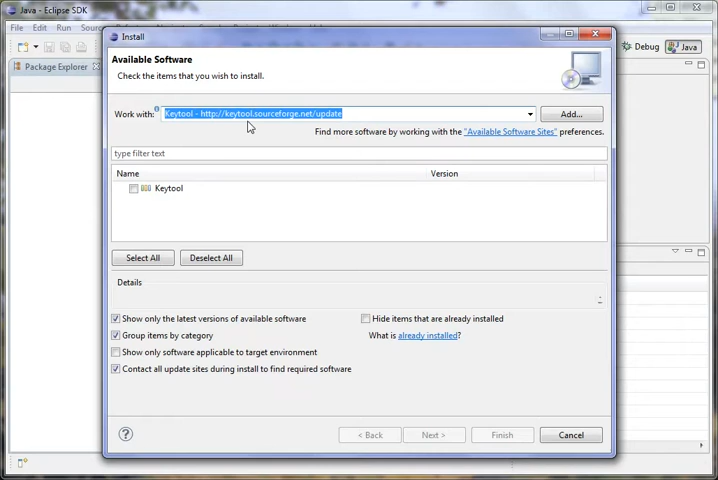 Java - Eclipse SDK
File Edit Run
Debug
Java
Package Explorer
Install
Available Software
Check the items that you wish to install.
Work with: Keytool - http://keytool.sourceforge.net/update
Add...
Find more software by working with the "Available Software Sites" preferences.
type filter text
Name Version
Keytool
Select All Deselect All
Details
Show only the latest versions of available software
Hide items that are already installed
Group items by category
What is already installed?
Show only software applicable to target environment
Contact all update sites during install to find required software
? < Back Next > Finish Cancel